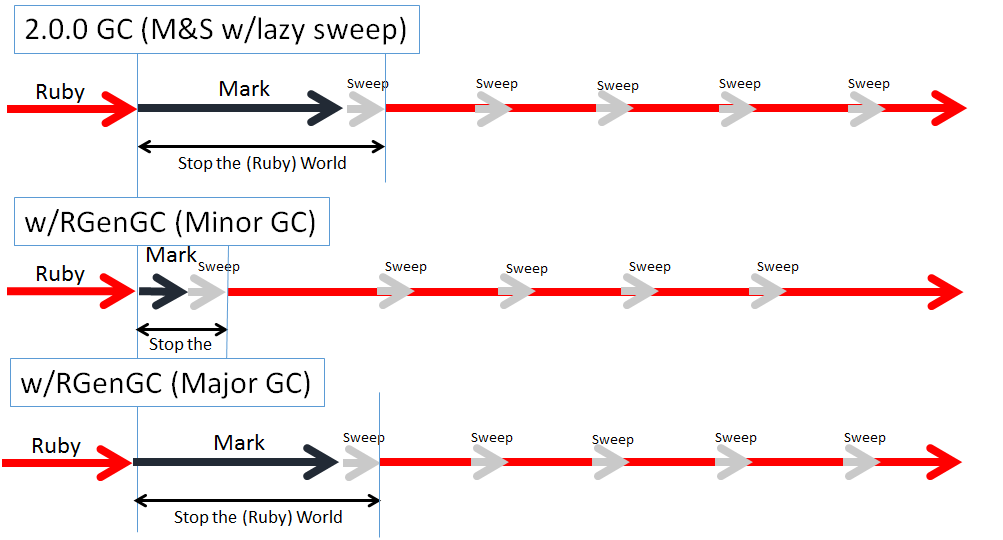 2.0.0 GC (M&S w/lazy sweep)
Ruby Mark Sweep Sweep Sweep Sweep Sweep
Stop the (Ruby) World
w/RGenGC (Minor GC)
Ruby Mark Sweep Sweep Sweep Sweep Sweep
Stop the
w/RGenGC (Major GC)
Ruby Mark Sweep Sweep Sweep Sweep Sweep
Stop the (Ruby) World